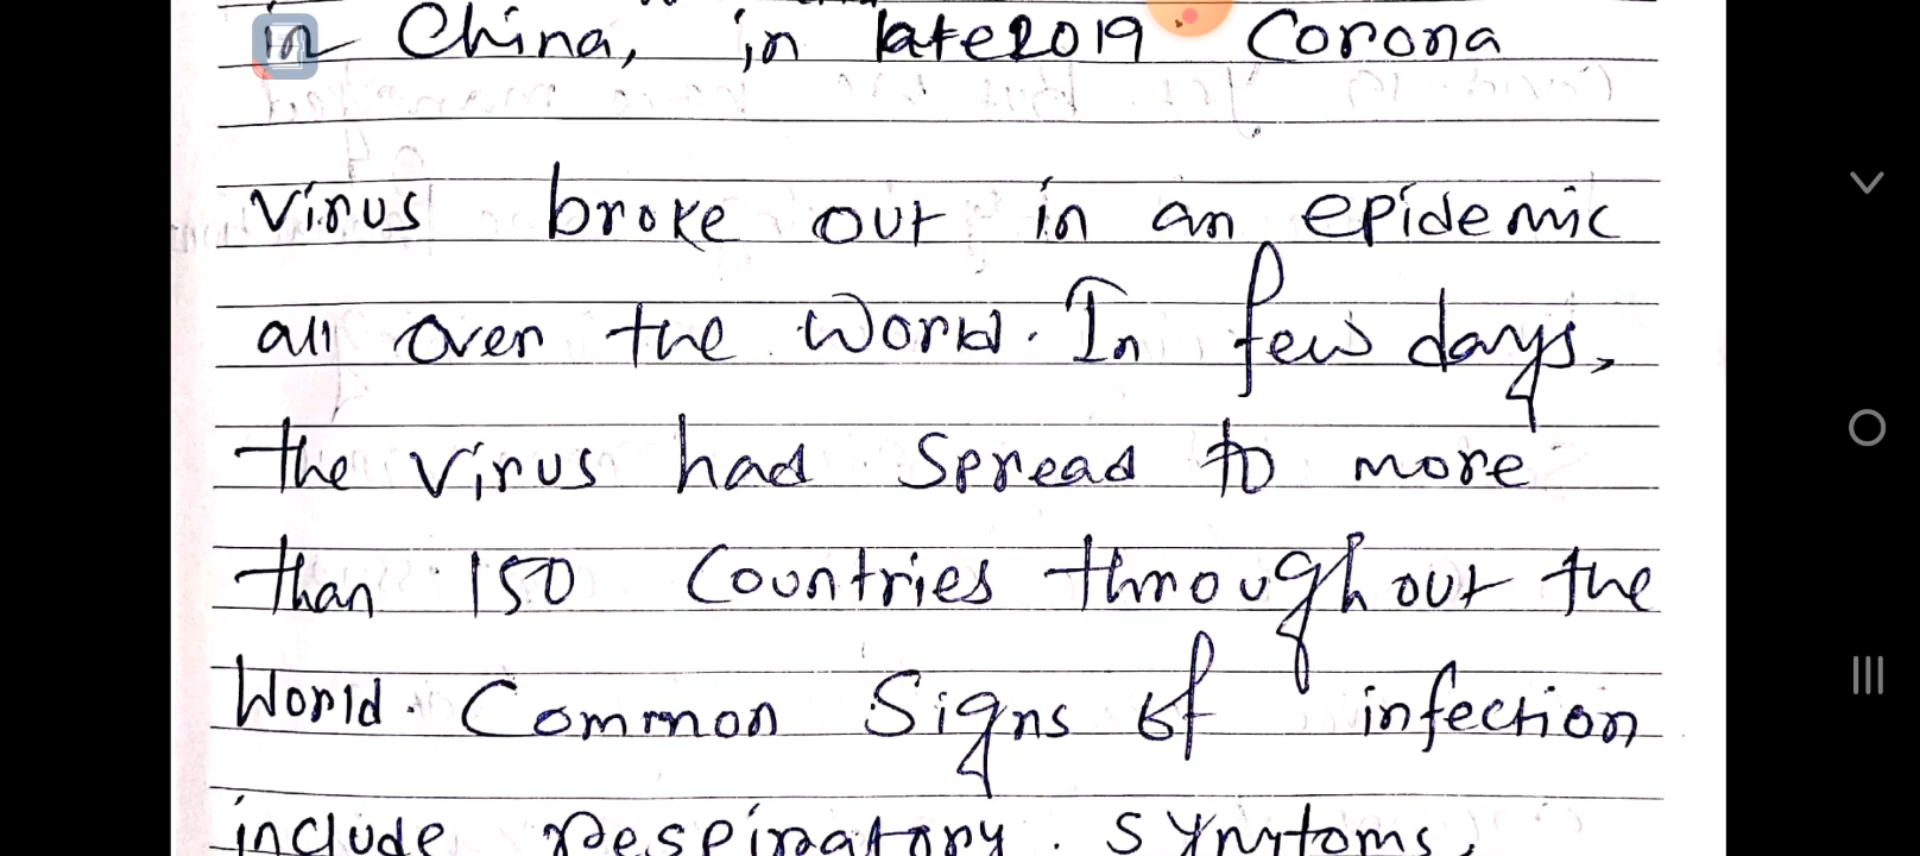 in China, in late2019 Corona
virus broke out in an epidemic
all over the World. In few days,
the virus had spread to more
than 150 Countries throughout the
World. Common Signs of infection
include respiratory symptoms,